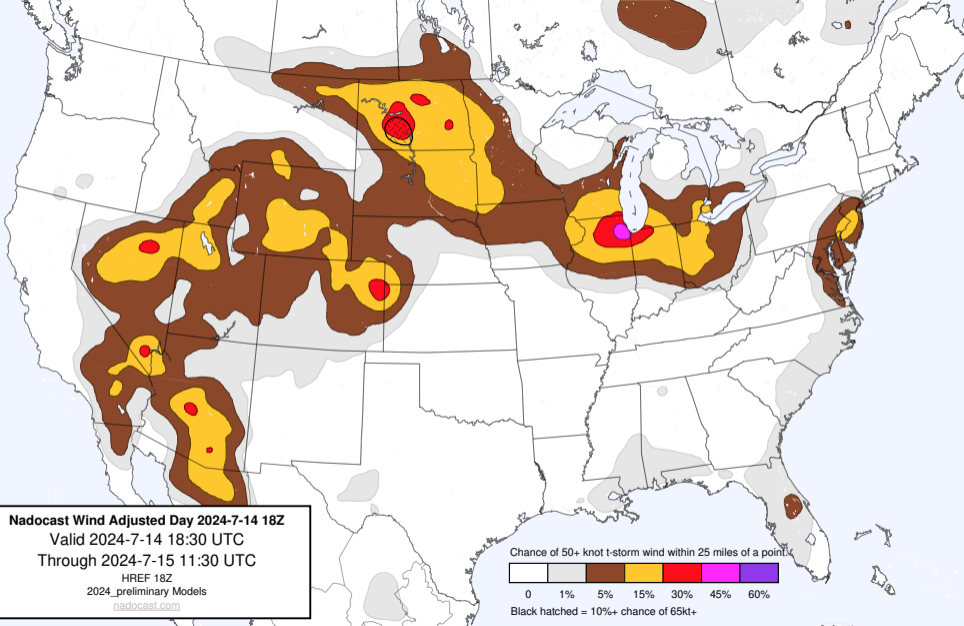 Nadocast Wind Adjusted Day 2024-7-14 18Z
Valid 2024-7-14 18:30 UTC
Through 2024-7-15 11:30 UTC
HREF 18Z
2024_preliminary Models
nadocast.com
Chance of 50+ knot t-storm wind within 25 miles of a point.
0 1% 5% 15% 30% 45% 60%
Black hatched = 10%+ chance of 65kt+